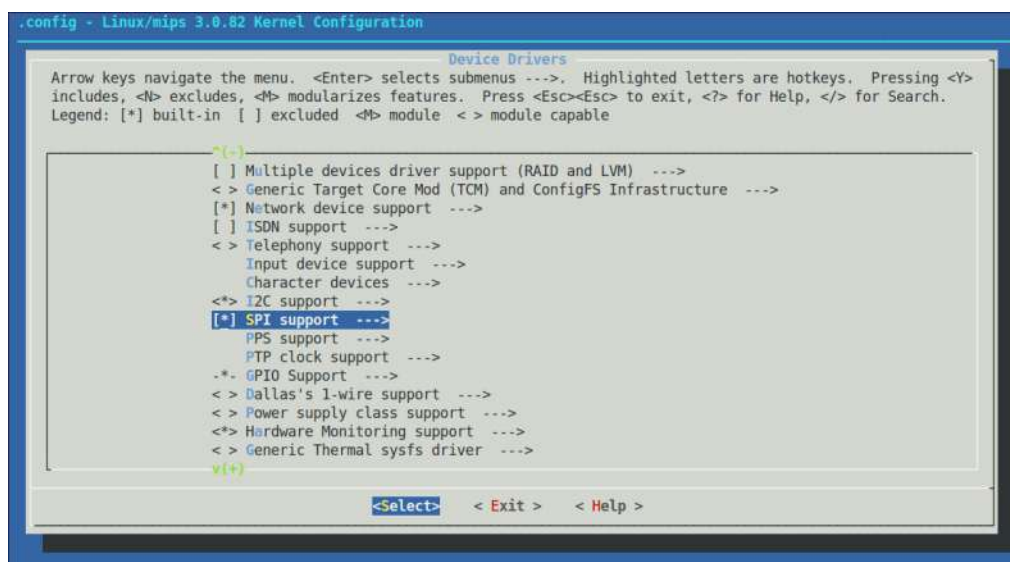 .config - Linux/mips 3.0.82 Kernel Configuration
Device Drivers
Arrow keys navigate the menu.  <Enter> selects submenus --->.  Highlighted letters are hotkeys.  Pressing <Y>
includes, <N> excludes, <M> modularizes features.  Press <Esc><Esc> to exit, <?> for Help, </> for Search.
Legend: [*] built-in  [ ] excluded  <M> module  < > module capable
^(-)
[ ] Multiple devices driver support (RAID and LVM)  --->
< > Generic Target Core Mod (TCM) and ConfigFS Infrastructure  --->
[*] Network device support  --->
[ ] ISDN support  --->
< > Telephony support  --->
Input device support  --->
Character devices  --->
<*> I2C support  --->
[*] SPI support  --->
PPS support  --->
PTP clock support  --->
-*- GPIO Support  --->
< > Dallas's 1-wire support  --->
< > Power supply class support  --->
<*> Hardware Monitoring support  --->
< > Generic Thermal sysfs driver  --->
v(+)
<Select>    < Exit >    < Help >